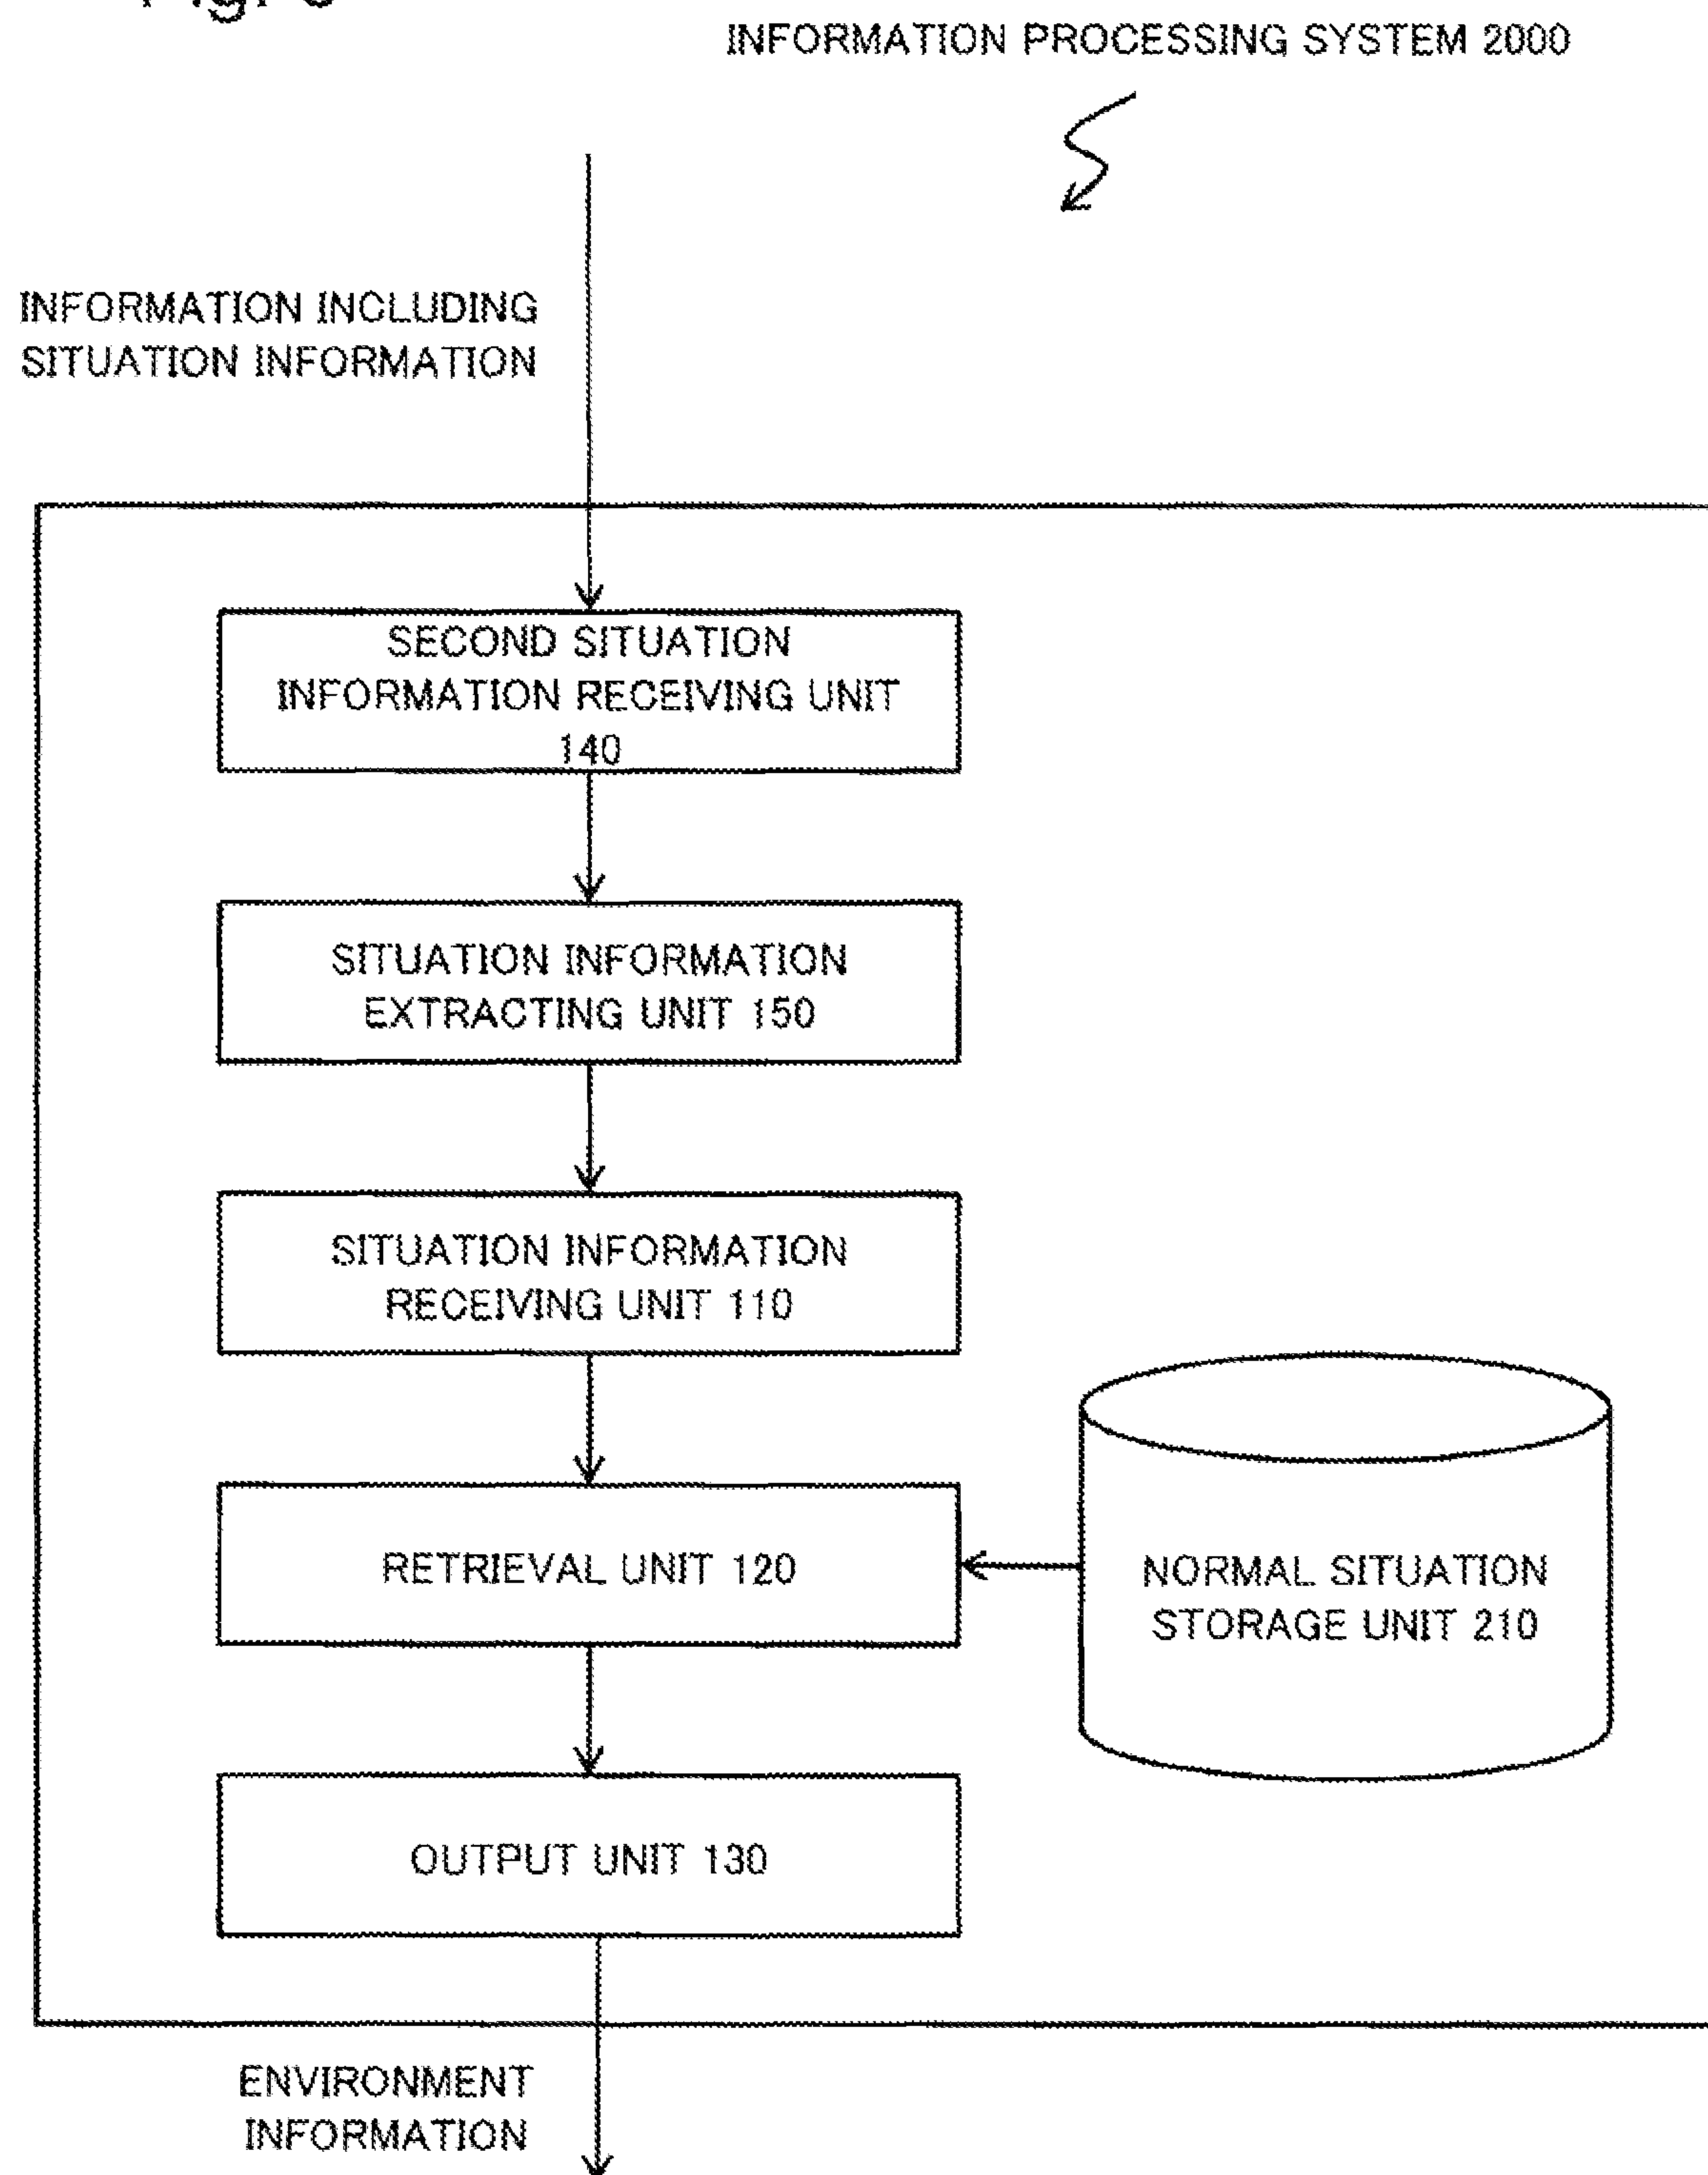 INFORMATION PROCESSING SYSTEM 2000
INFORMATION INCLUDING
SITUATION INFORMATION
SECOND SITUATION
INFORMATION RECEIVING UNIT
140
SITUATION INFORMATION
EXTRACTING UNIT 150
SITUATION INFORMATION
RECEIVING UNIT 110
RETRIEVAL UNIT 120
NORMAL SITUATION
STORAGE UNIT 210
OUTPUT UNIT 130
ENVIRONMENT
INFORMATION